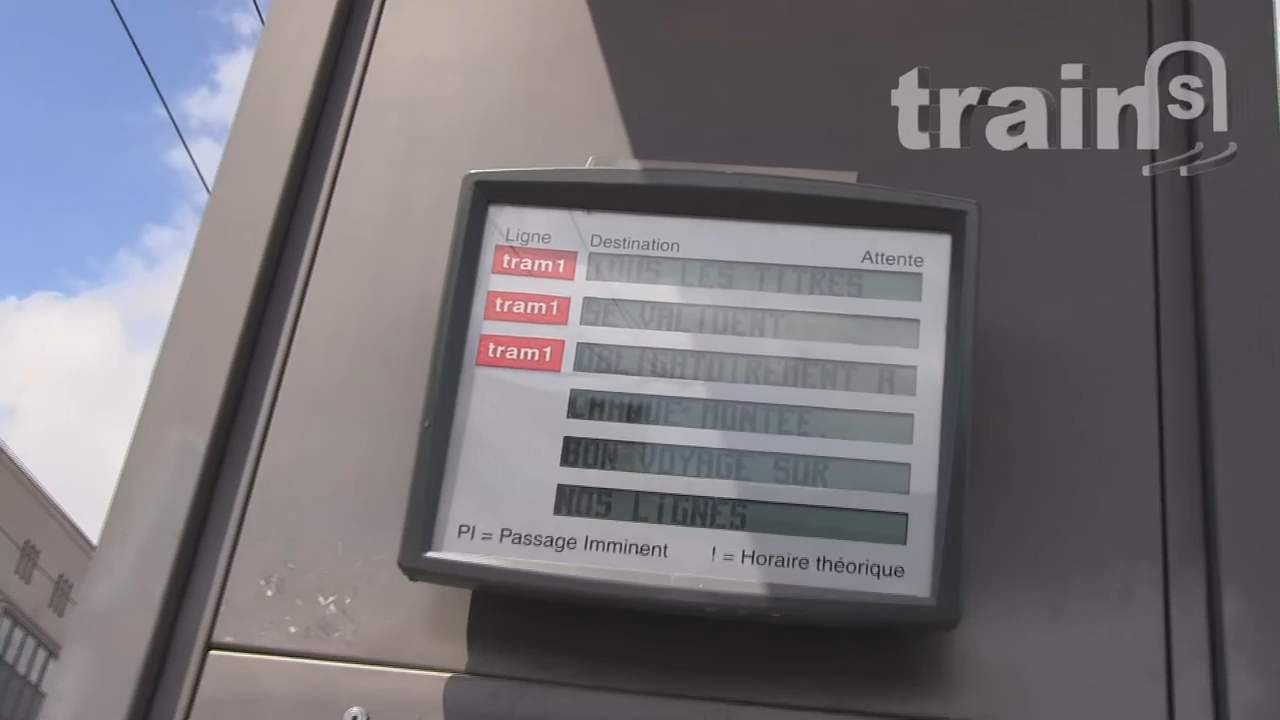 trains
Ligne Destination Attente
tram1 TOUS LES TITRES
tram1 SE VALIDENT
tram1 OBLIGATOIREMENT A
MONTEE.
BON VOYAGE SUR
NOS LIGNES
PI = Passage Imminent ! = Horaire théorique